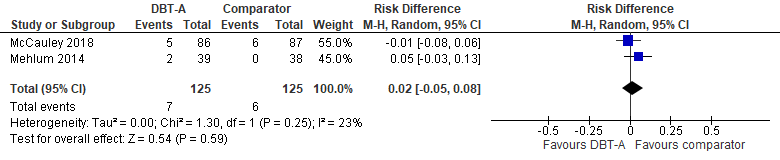 DBT-A Comparator Risk Difference Risk Difference
Study or Subgroup Events Total Events Total Weight M-H, Random, 95% CI M-H, Random, 95% CI
McCauley 2018 5 86 6 87 55.0% -0.01 [-0.08, 0.06]
Mehlum 2014 2 39 0 38 45.0% 0.05 [-0.03, 0.13]
Total (95% CI) 125 125 100.0% 0.02 [-0.05, 0.08]
Total events 7 6
Heterogeneity: Tau² = 0.00; Chi² = 1.30, df = 1 (P = 0.25); I² = 23%
Test for overall effect: Z = 0.54 (P = 0.59)
-0.5 -0.25 0 0.25 0.5
Favours DBT-A Favours comparator